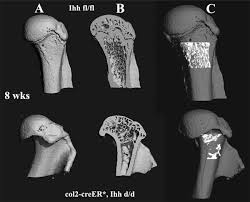 A B C
Ihh fl/fl
8 wks
col2-creER*, Ihh d/d